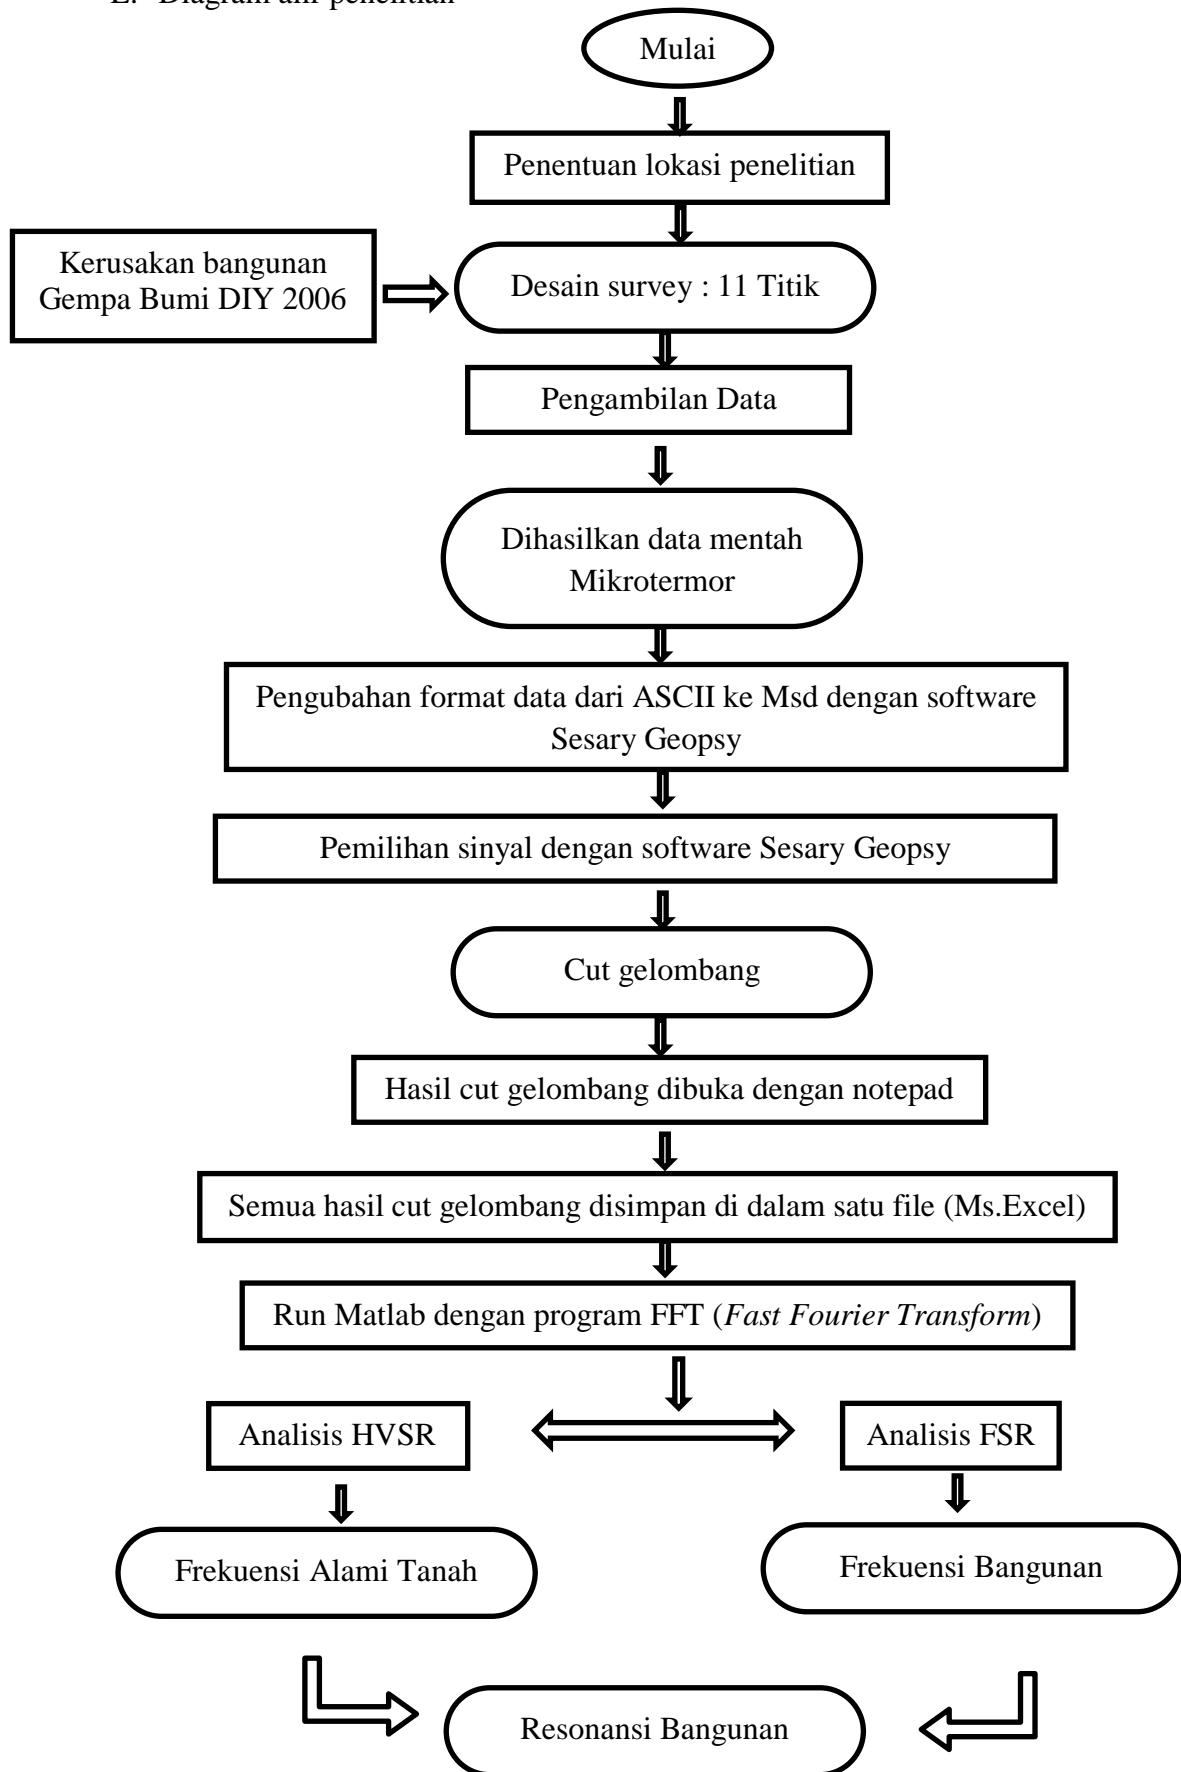 E. Diagram alir penelitian
Mulai
Penentuan lokasi penelitian
Kerusakan bangunan
Gempa Bumi DIY 2006
Desain survey : 11 Titik
Pengambilan Data
Dihasilkan data mentah
Mikrotermor
Pengubahan format data dari ASCII ke Msd dengan software
Sesary Geopsy
Pemilihan sinyal dengan software Sesary Geopsy
Cut gelombang
Hasil cut gelombang dibuka dengan notepad
Semua hasil cut gelombang disimpan di dalam satu file (Ms.Excel)
Run Matlab dengan program FFT (Fast Fourier Transform)
Analisis HVSR
Analisis FSR
Frekuensi Alami Tanah
Frekuensi Bangunan
Resonansi Bangunan